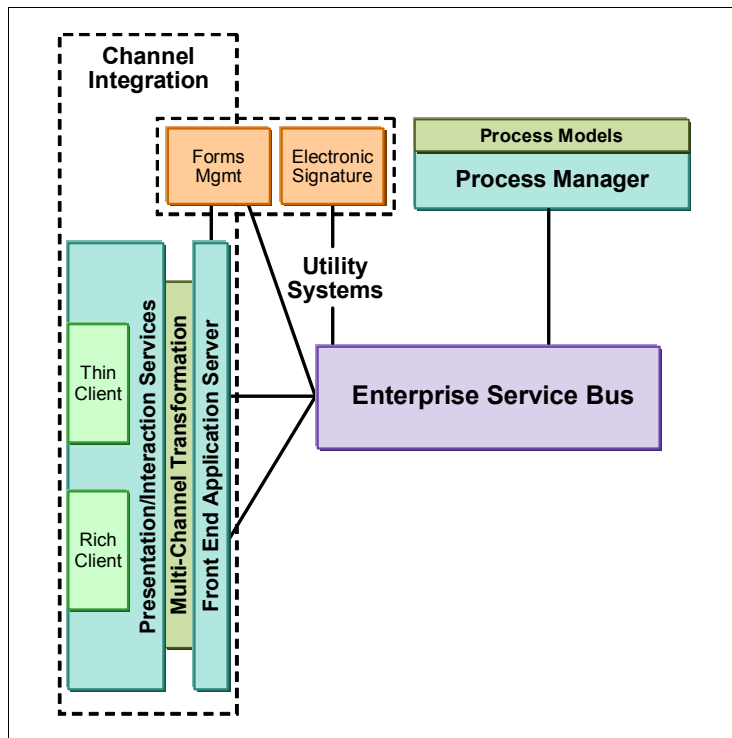 Channel
Integration
Forms
Mgmt
Electronic
Signature
Process Models
Process Manager
Utility
Systems
Thin
Client
Rich
Client
Presentation/Interaction Services
Multi-Channel Transformation
Front End Application Server
Enterprise Service Bus